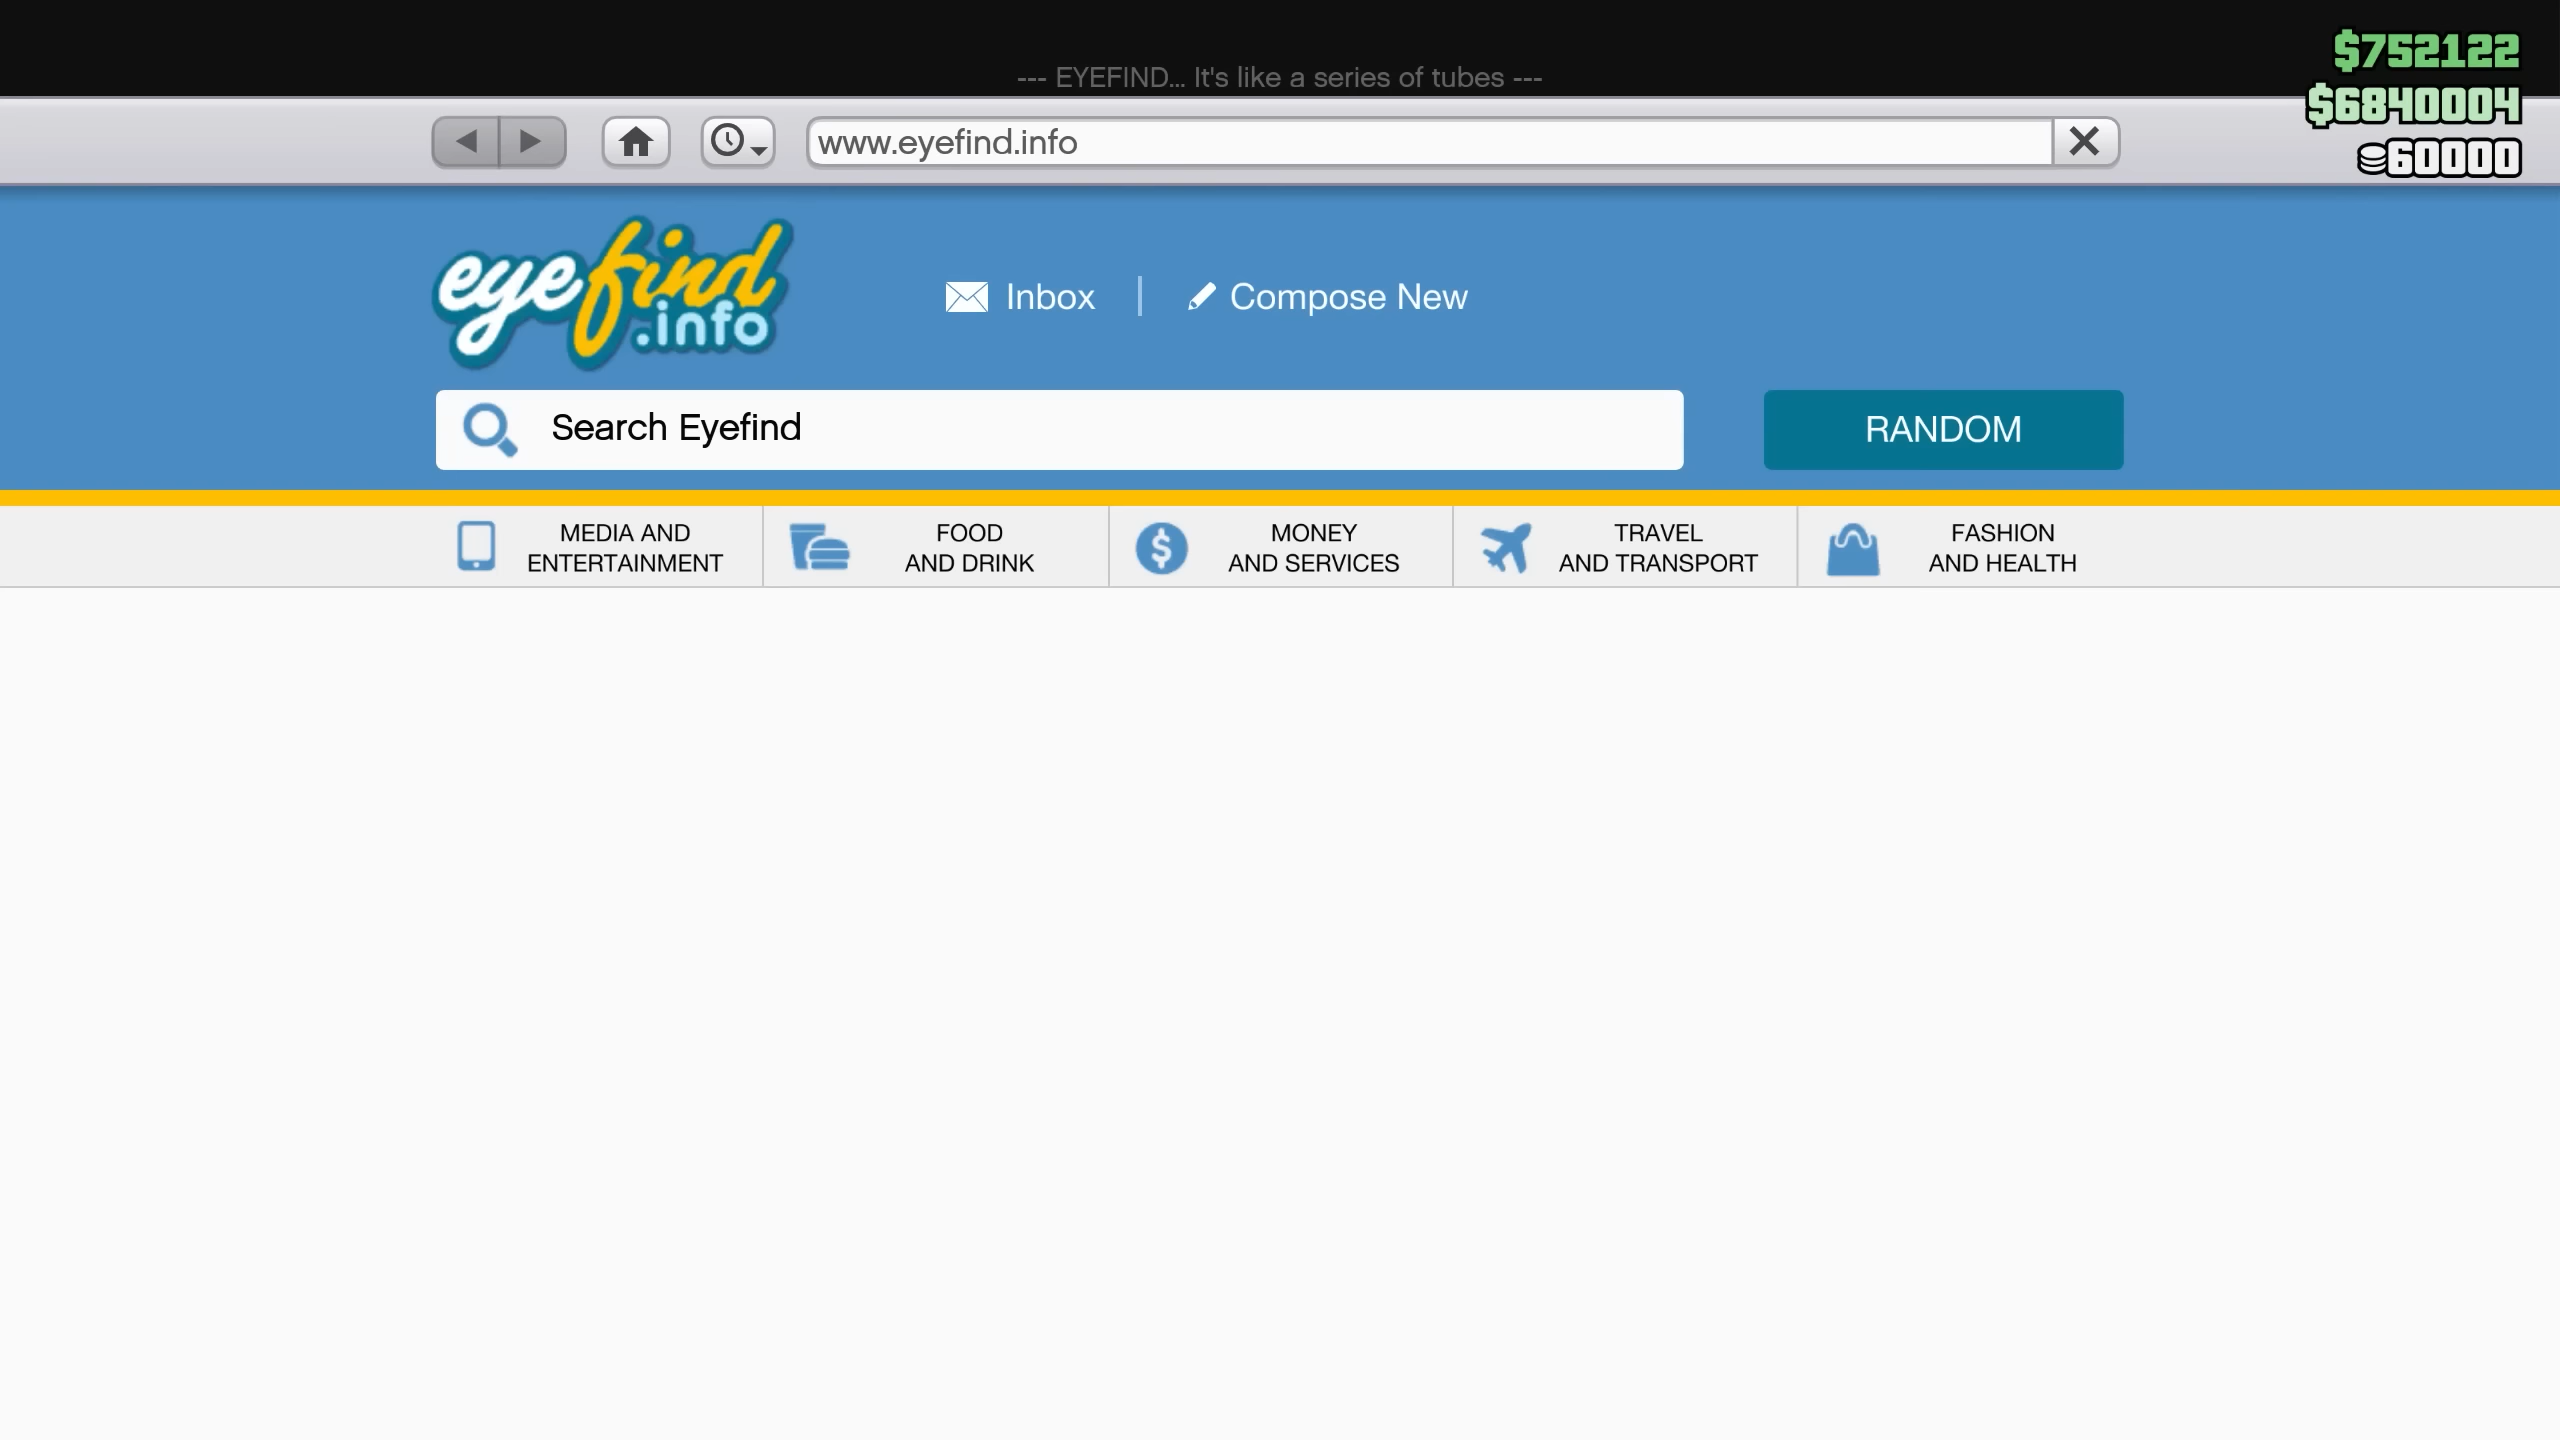 --- EYEFIND... It's like a series of tubes ---
$752122
$6840004
60000
www.eyefind.info
eyefind
.info
Inbox
Compose New
Search Eyefind
RANDOM
MEDIA AND
ENTERTAINMENT
FOOD
AND DRINK
MONEY
AND SERVICES
TRAVEL
AND TRANSPORT
FASHION
AND HEALTH